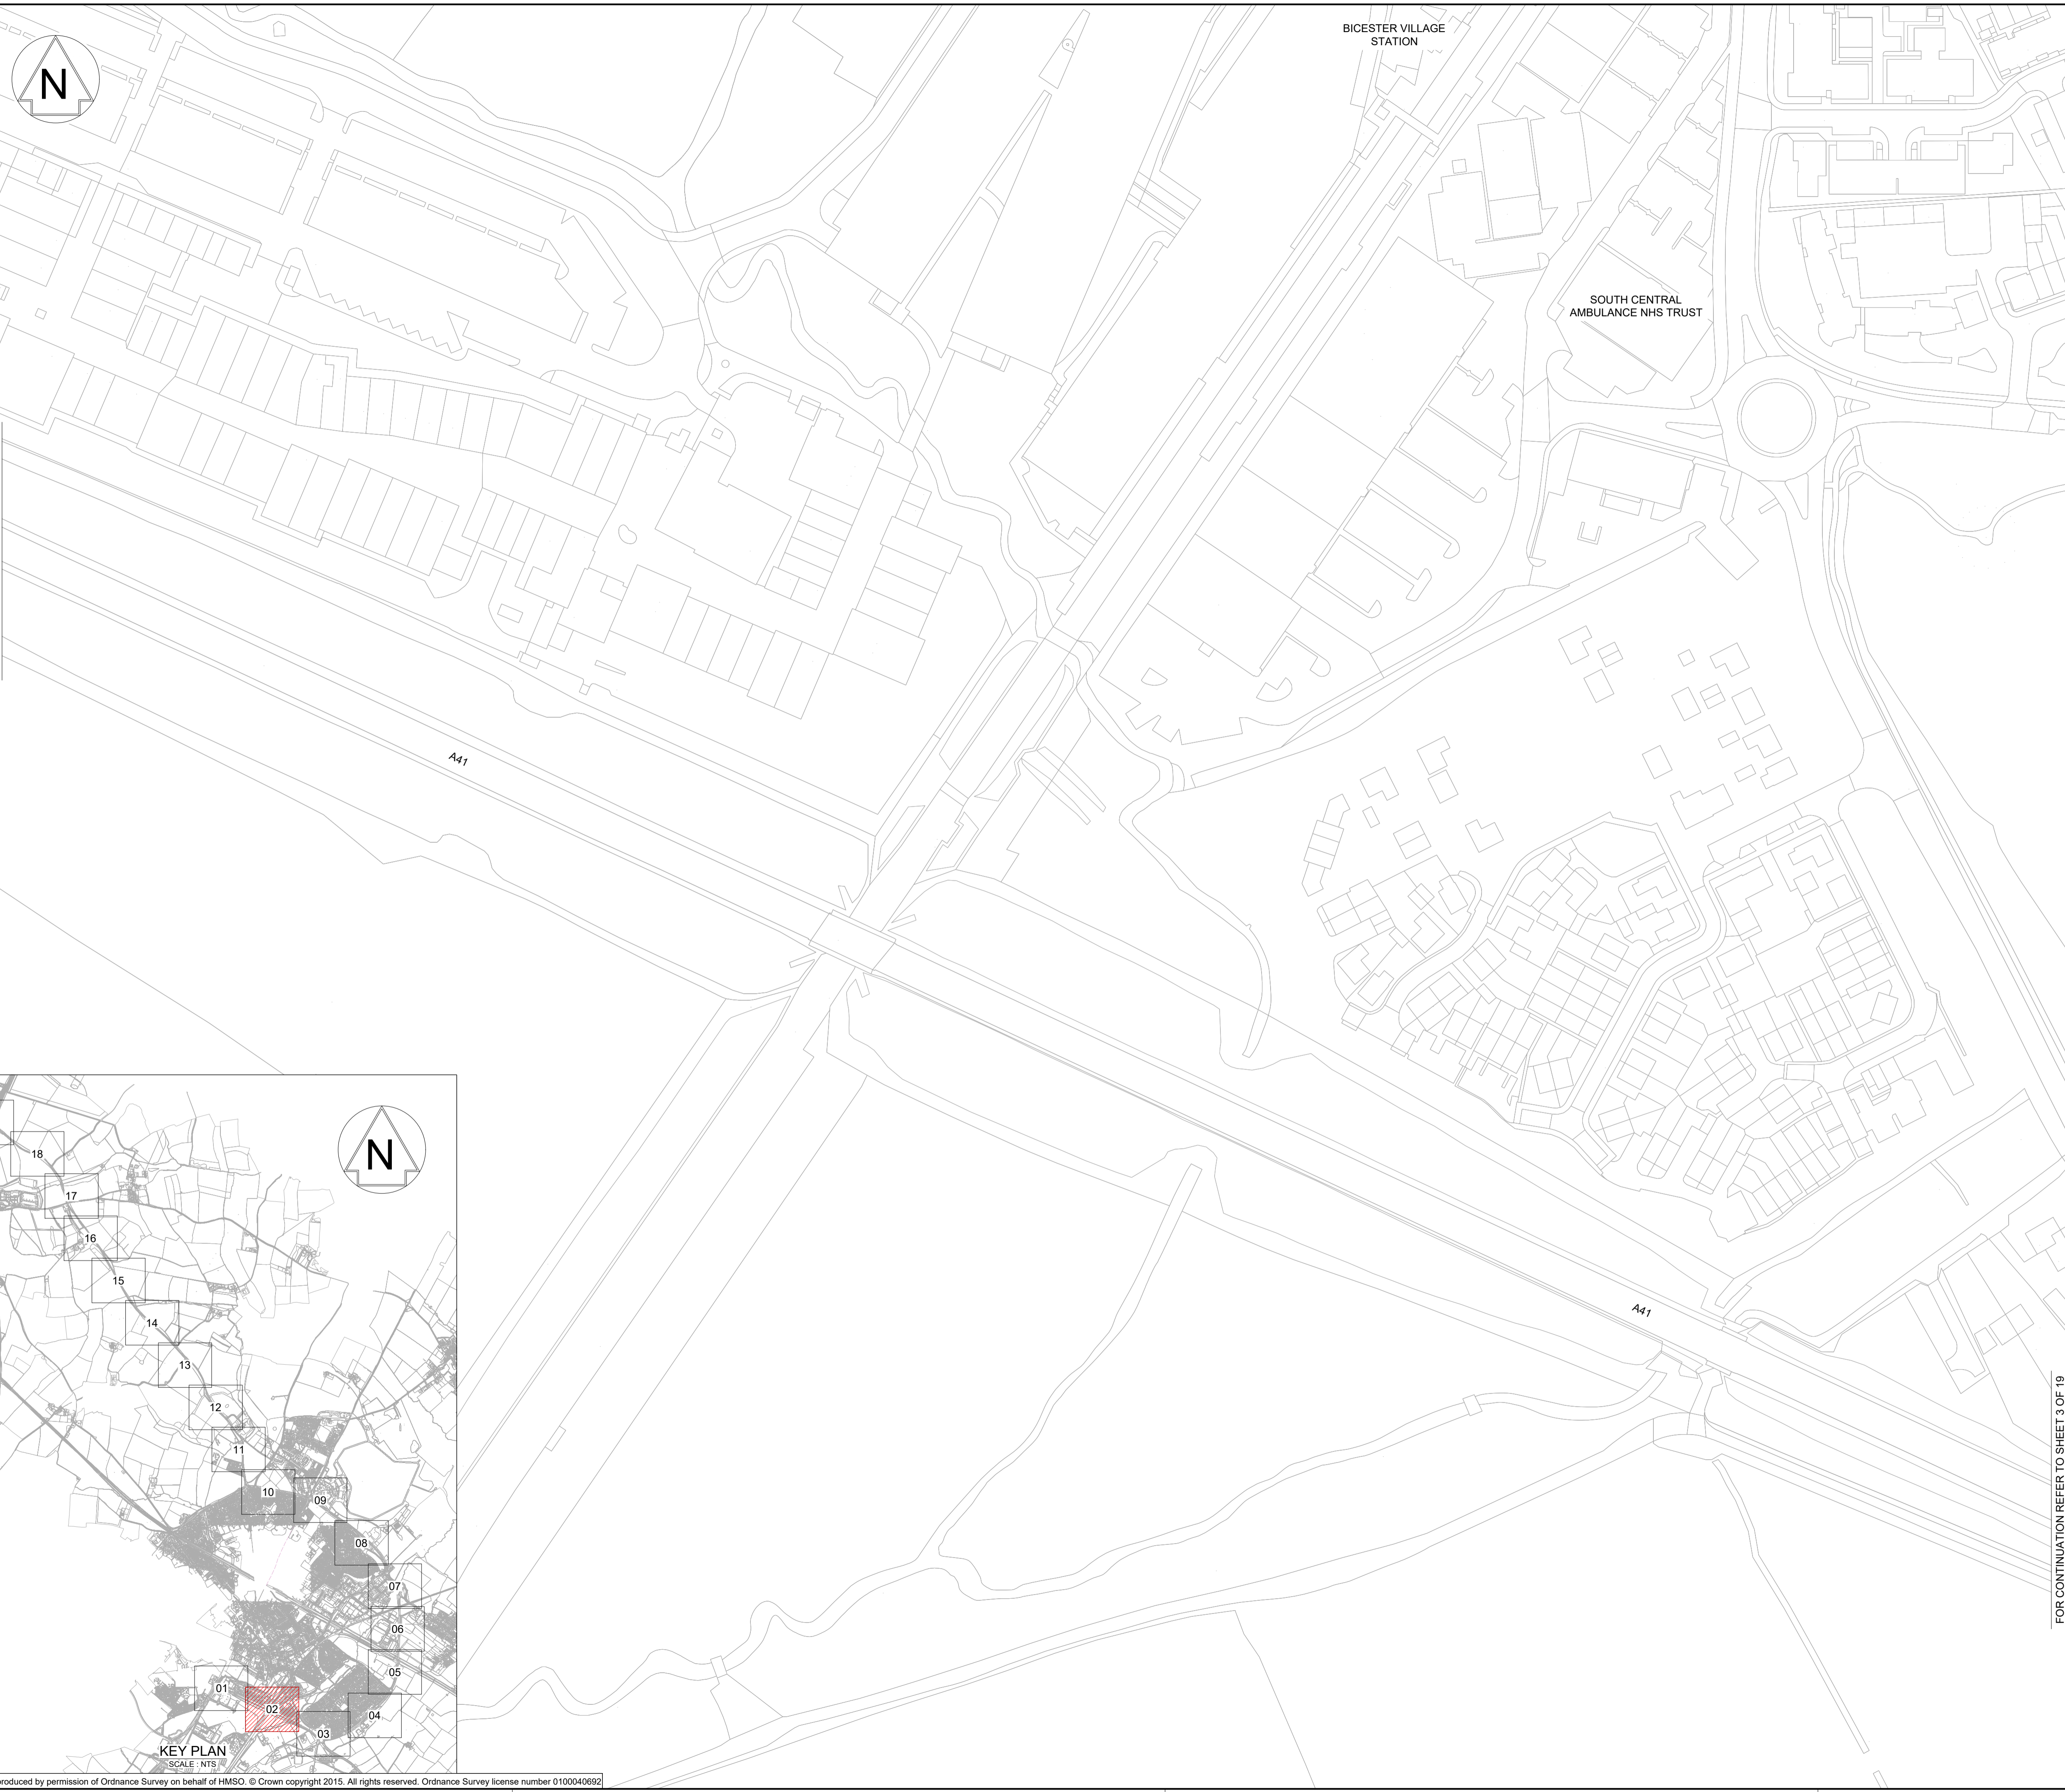 N
BICESTER VILLAGE
STATION
SOUTH CENTRAL
AMBULANCE NHS TRUST
A41
A41
FOR CONTINUATION REFER TO SHEET 3 OF 19
N
18
17
16
15
14
13
12
11
10
09
08
07
06
05
04
01
02
03
KEY PLAN
SCALE : NTS
roduced by permission of Ordnance Survey on behalf of HMSO. © Crown copyright 2015. All rights reserved. Ordnance Survey license number 0100040692